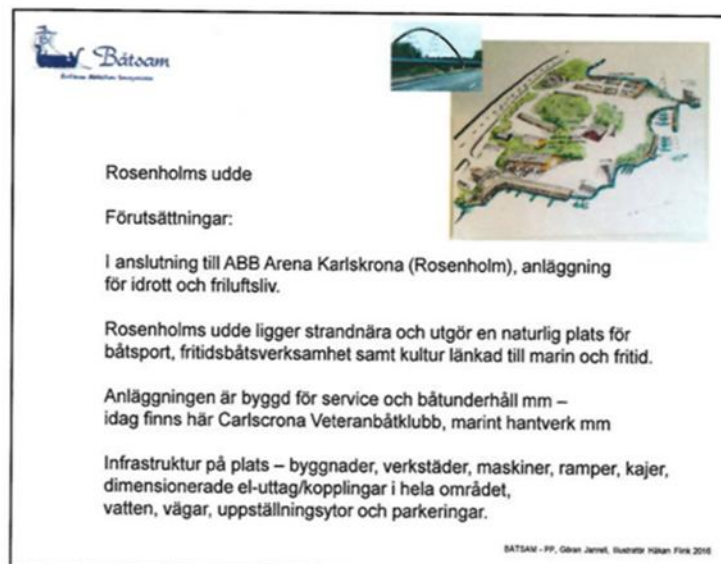 Båtsam
Rosenholms udde
Förutsättningar:
I anslutning till ABB Arena Karlskrona (Rosenholm), anläggning
för idrott och friluftsliv.
Rosenholms udde ligger strandnära och utgör en naturlig plats för
båtsport, fritidsbåtsverksamhet samt kultur länkad till marin och fritid.
Anläggningen är byggd för service och båtunderhåll mm –
idag finns här Carlscrona Veteranbåtklubb, marint hantverk mm
Infrastruktur på plats – byggnader, verkstäder, maskiner, ramper, kajer,
dimensionerade el-uttag/kopplingar i hela området,
vatten, vägar, uppställningsytor och parkeringar.
BÅTSAM - PP, Göran Illustratör Håkan 2016